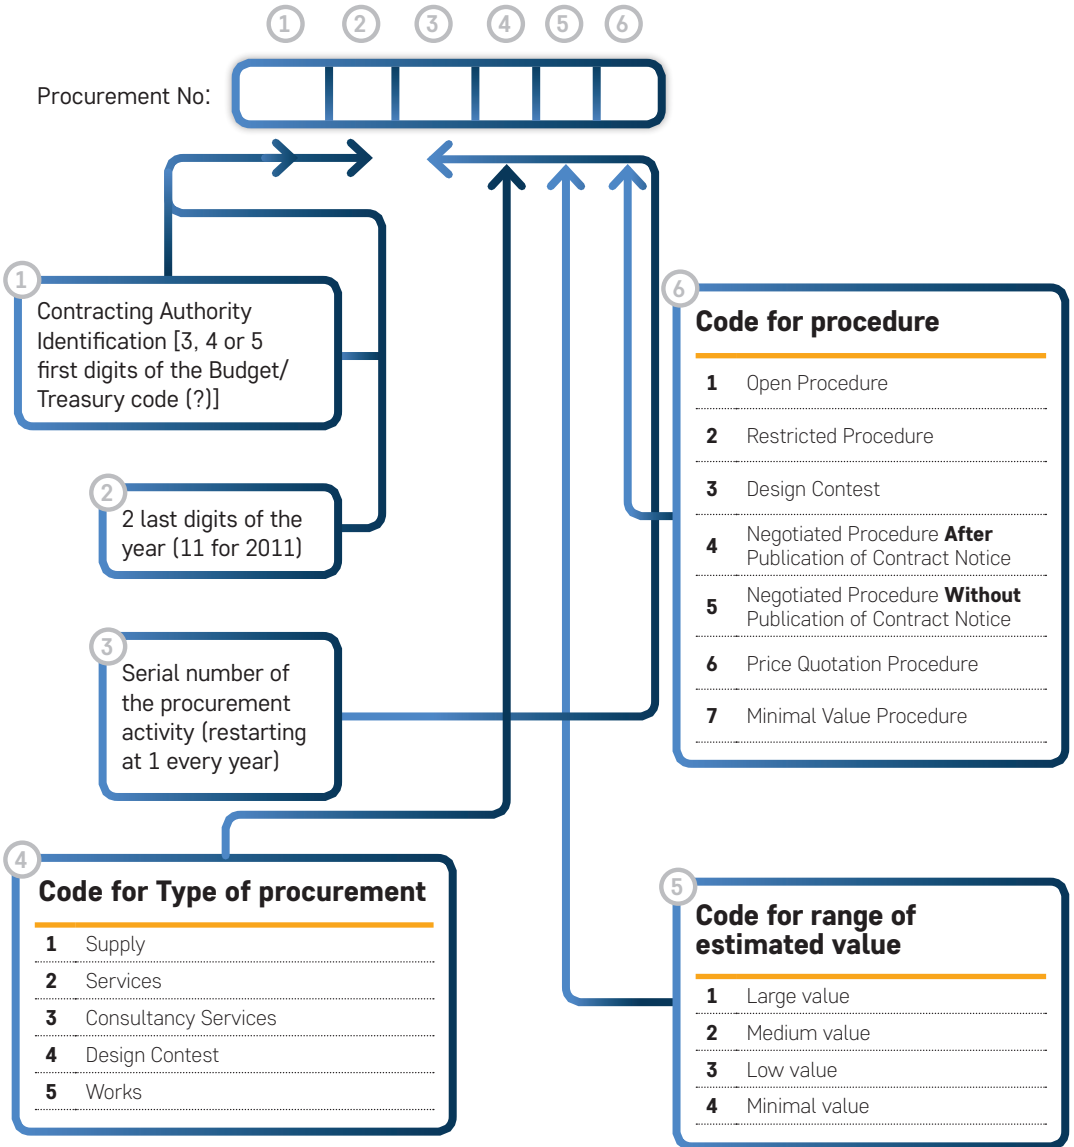 1 2 3 4 5 6
Procurement No:
1
Contracting Authority
Identification [3, 4 or 5
first digits of the Budget/
Treasury code (?)]
2
2 last digits of the
year (11 for 2011)
3
Serial number of
the procurement
activity (restarting
at 1 every year)
4
Code for Type of procurement
1 Supply
2 Services
3 Consultancy Services
4 Design Contest
5 Works
6
Code for procedure
1 Open Procedure
2 Restricted Procedure
3 Design Contest
4 Negotiated Procedure After
Publication of Contract Notice
5 Negotiated Procedure Without
Publication of Contract Notice
6 Price Quotation Procedure
7 Minimal Value Procedure
5
Code for range of
estimated value
1 Large value
2 Medium value
3 Low value
4 Minimal value